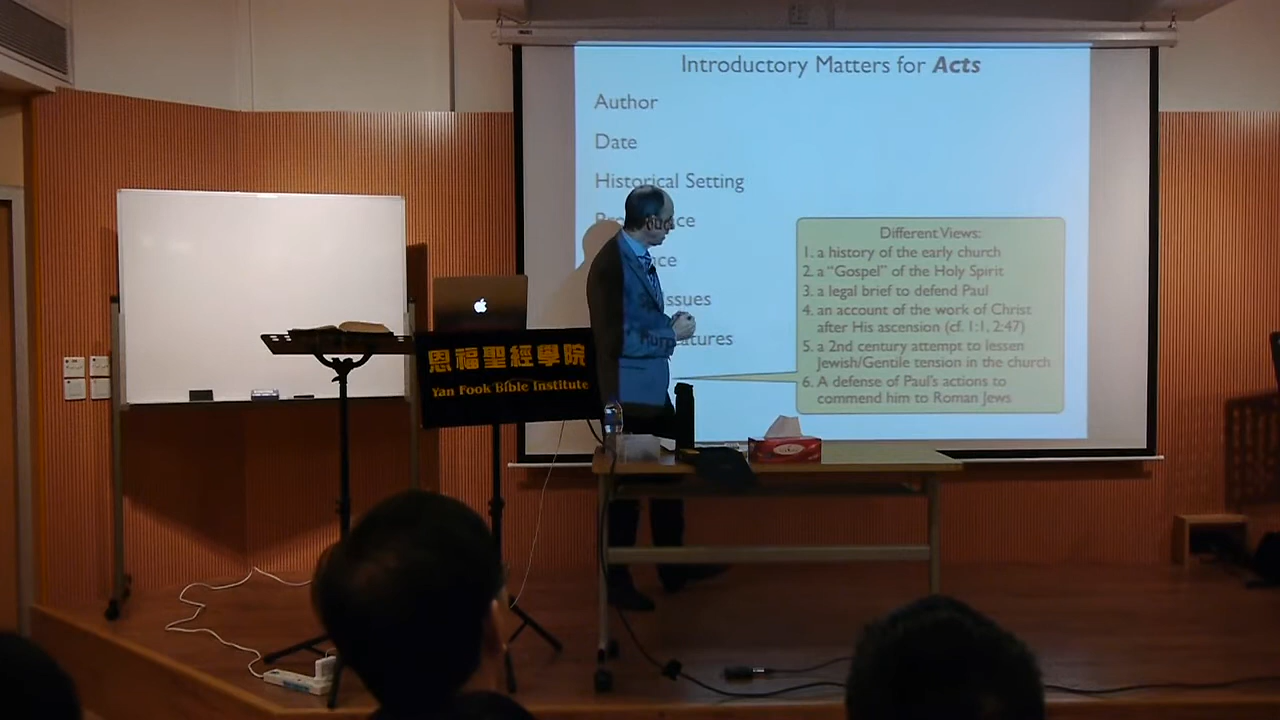 Introductory Matters for Acts
Author
Date
Historical Setting
Different Views:
1. a history of the early church
2. a “Gospel” of the Holy Spirit
3. a legal brief to defend Paul
4. an account of the work of Christ
after His ascension (cf. 1:1, 2:47)
5. a 2nd century attempt to lessen
Jewish/Gentile tension in the church
6. A defense of Paul's actions to
commend him to Roman Jews
恩福聖經學院
Yan Fook Bible Institute